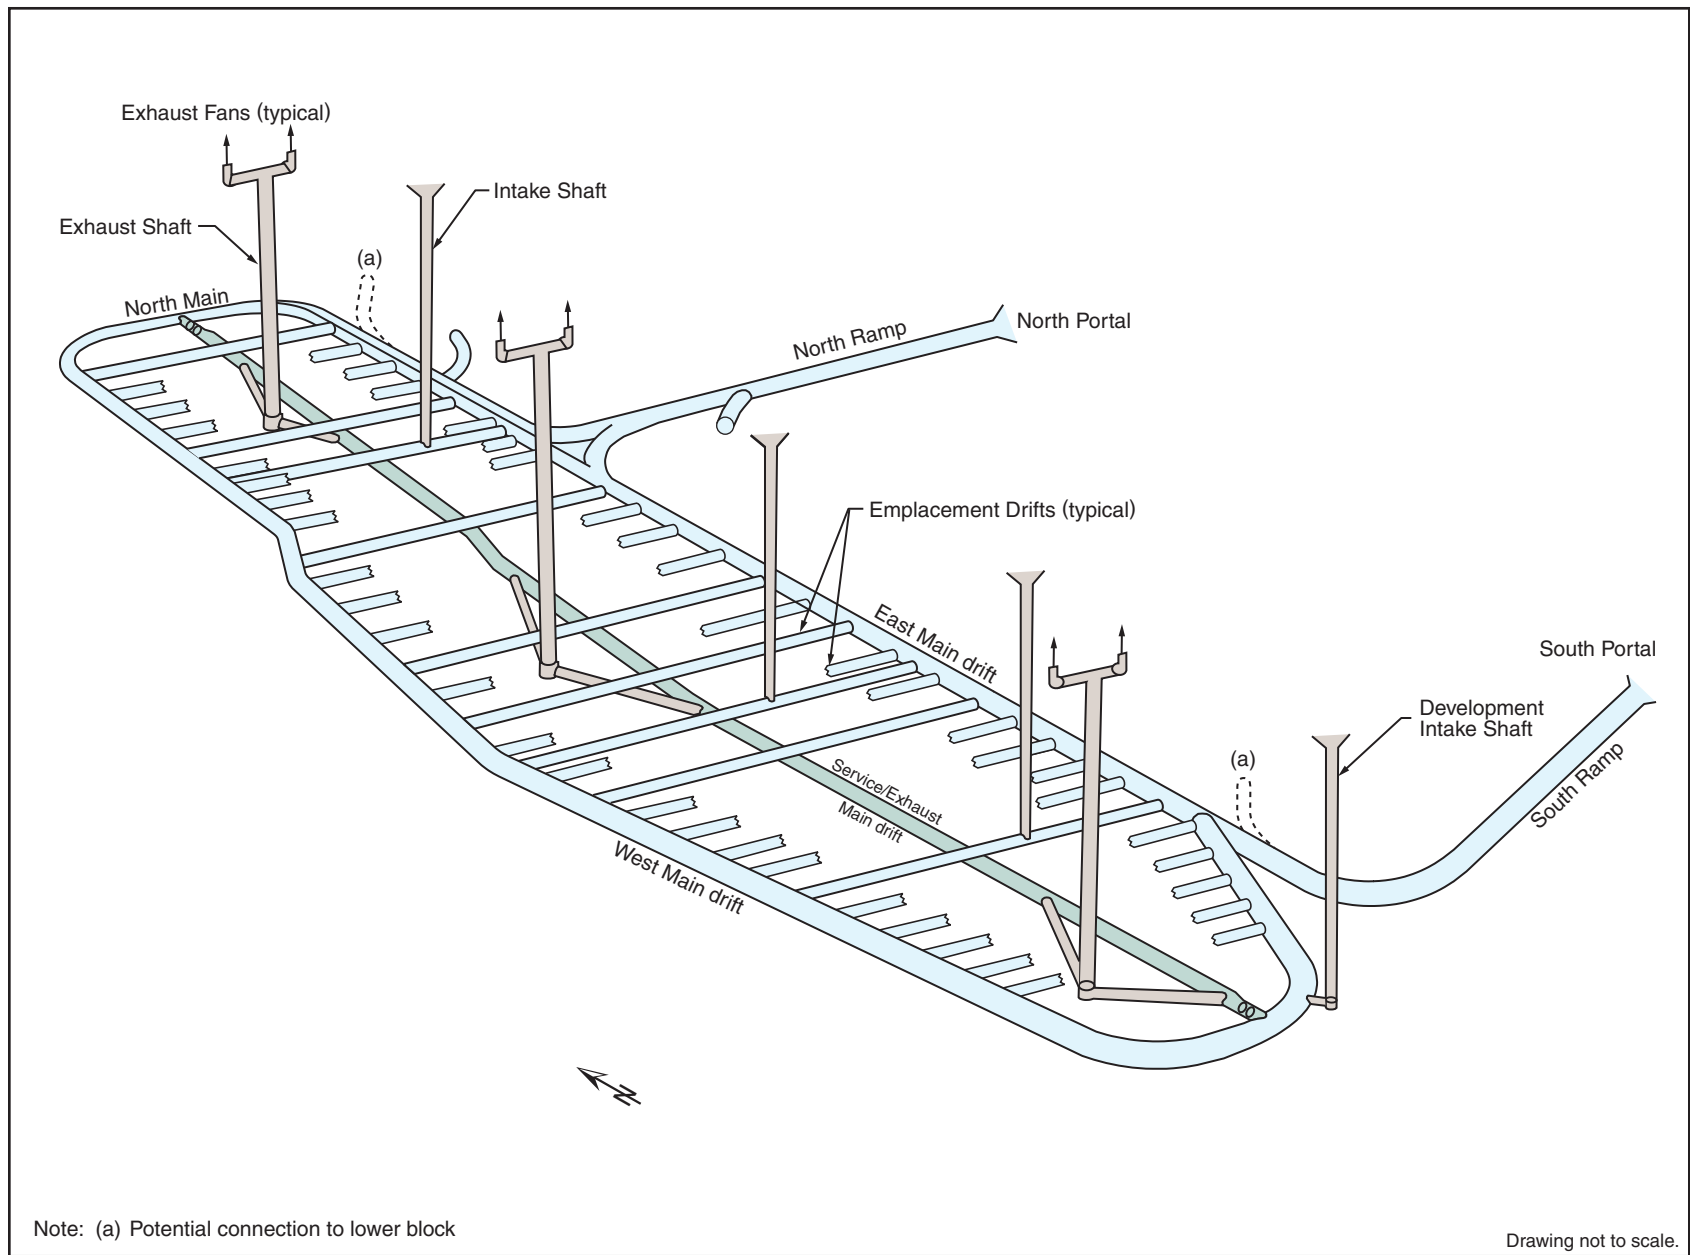 Exhaust Fans (typical)
Intake Shaft
Exhaust Shaft
(a)
North Main
North Portal
North Ramp
Emplacement Drifts (typical)
East Main drift
South Portal
Development
Intake Shaft
(a)
South Ramp
Service/Exhaust
Main drift
West Main drift
N
Note: (a) Potential connection to lower block
Drawing not to scale.